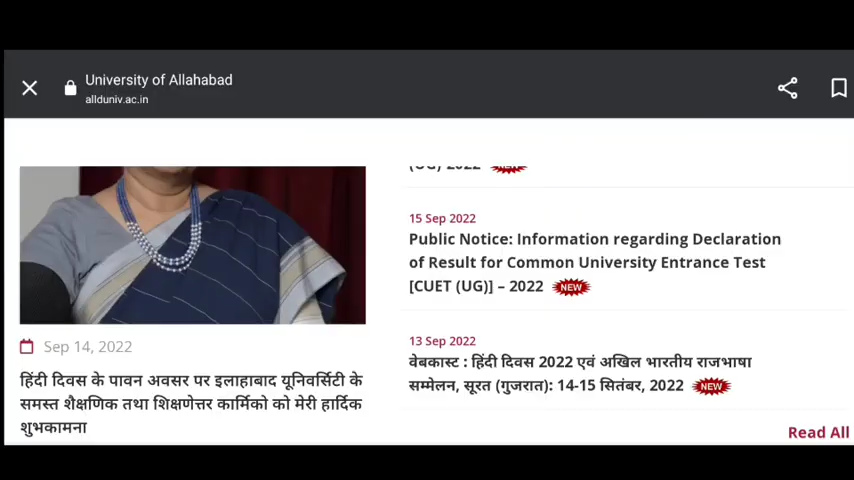 University of Allahabad
allduniv.ac.in
(UG) 2022
15 Sep 2022
Public Notice: Information regarding Declaration
of Result for Common University Entrance Test
[CUET (UG)] – 2022 NEW
13 Sep 2022
वेबकास्ट : हिंदी दिवस 2022 एवं अखिल भारतीय राजभाषा
सम्मेलन, सूरत (गुजरात): 14-15 सितंबर, 2022 NEW
Read All
Sep 14, 2022
हिंदी दिवस के पावन अवसर पर इलाहाबाद यूनिवर्सिटी के
समस्त शैक्षणिक तथा शिक्षणेत्तर कार्मिको को मेरी हार्दिक
शुभकामना